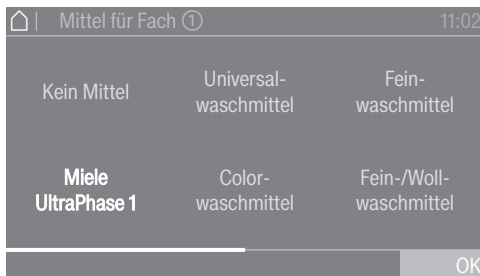 Mittel für Fach ① 11:02
Kein Mittel
Universal-
waschmittel
Fein-
waschmittel
Miele
UltraPhase 1
Color-
waschmittel
Fein-/Woll-
waschmittel
OK